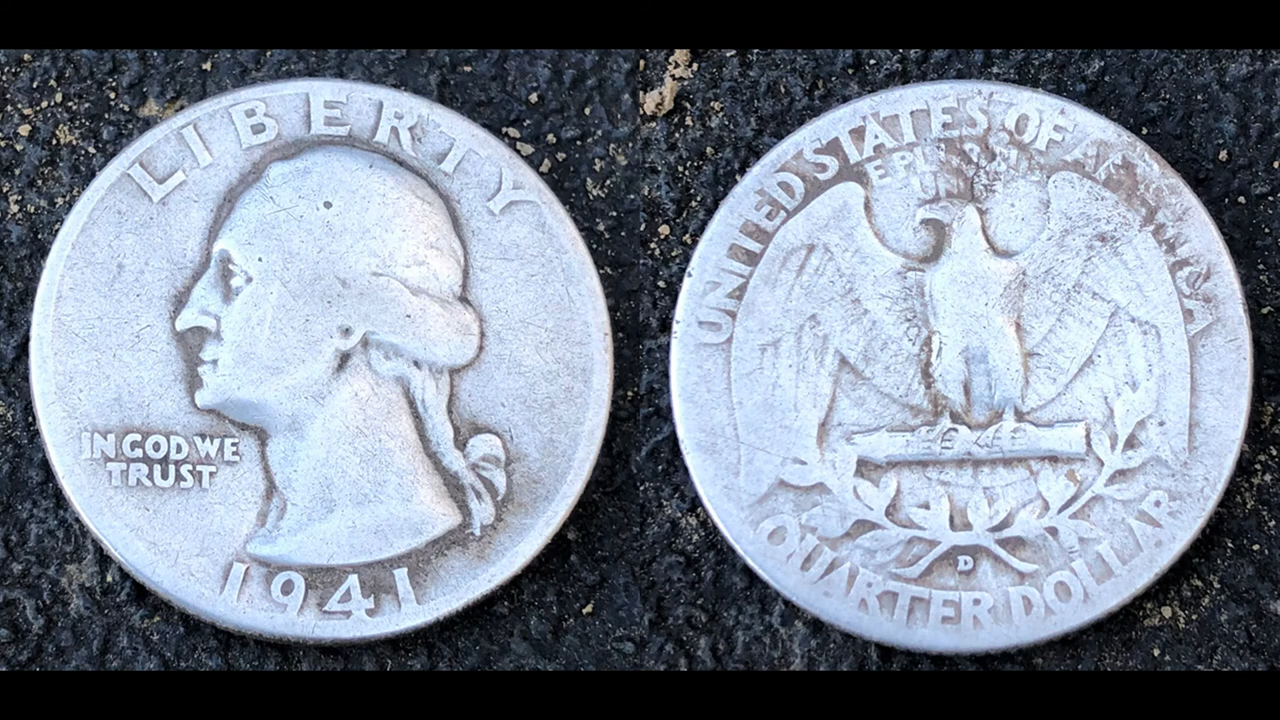 LIBERTY
IN GOD WE
TRUST
1941
UNITED STATES OF AMERICA
QUARTER DOLLAR
D